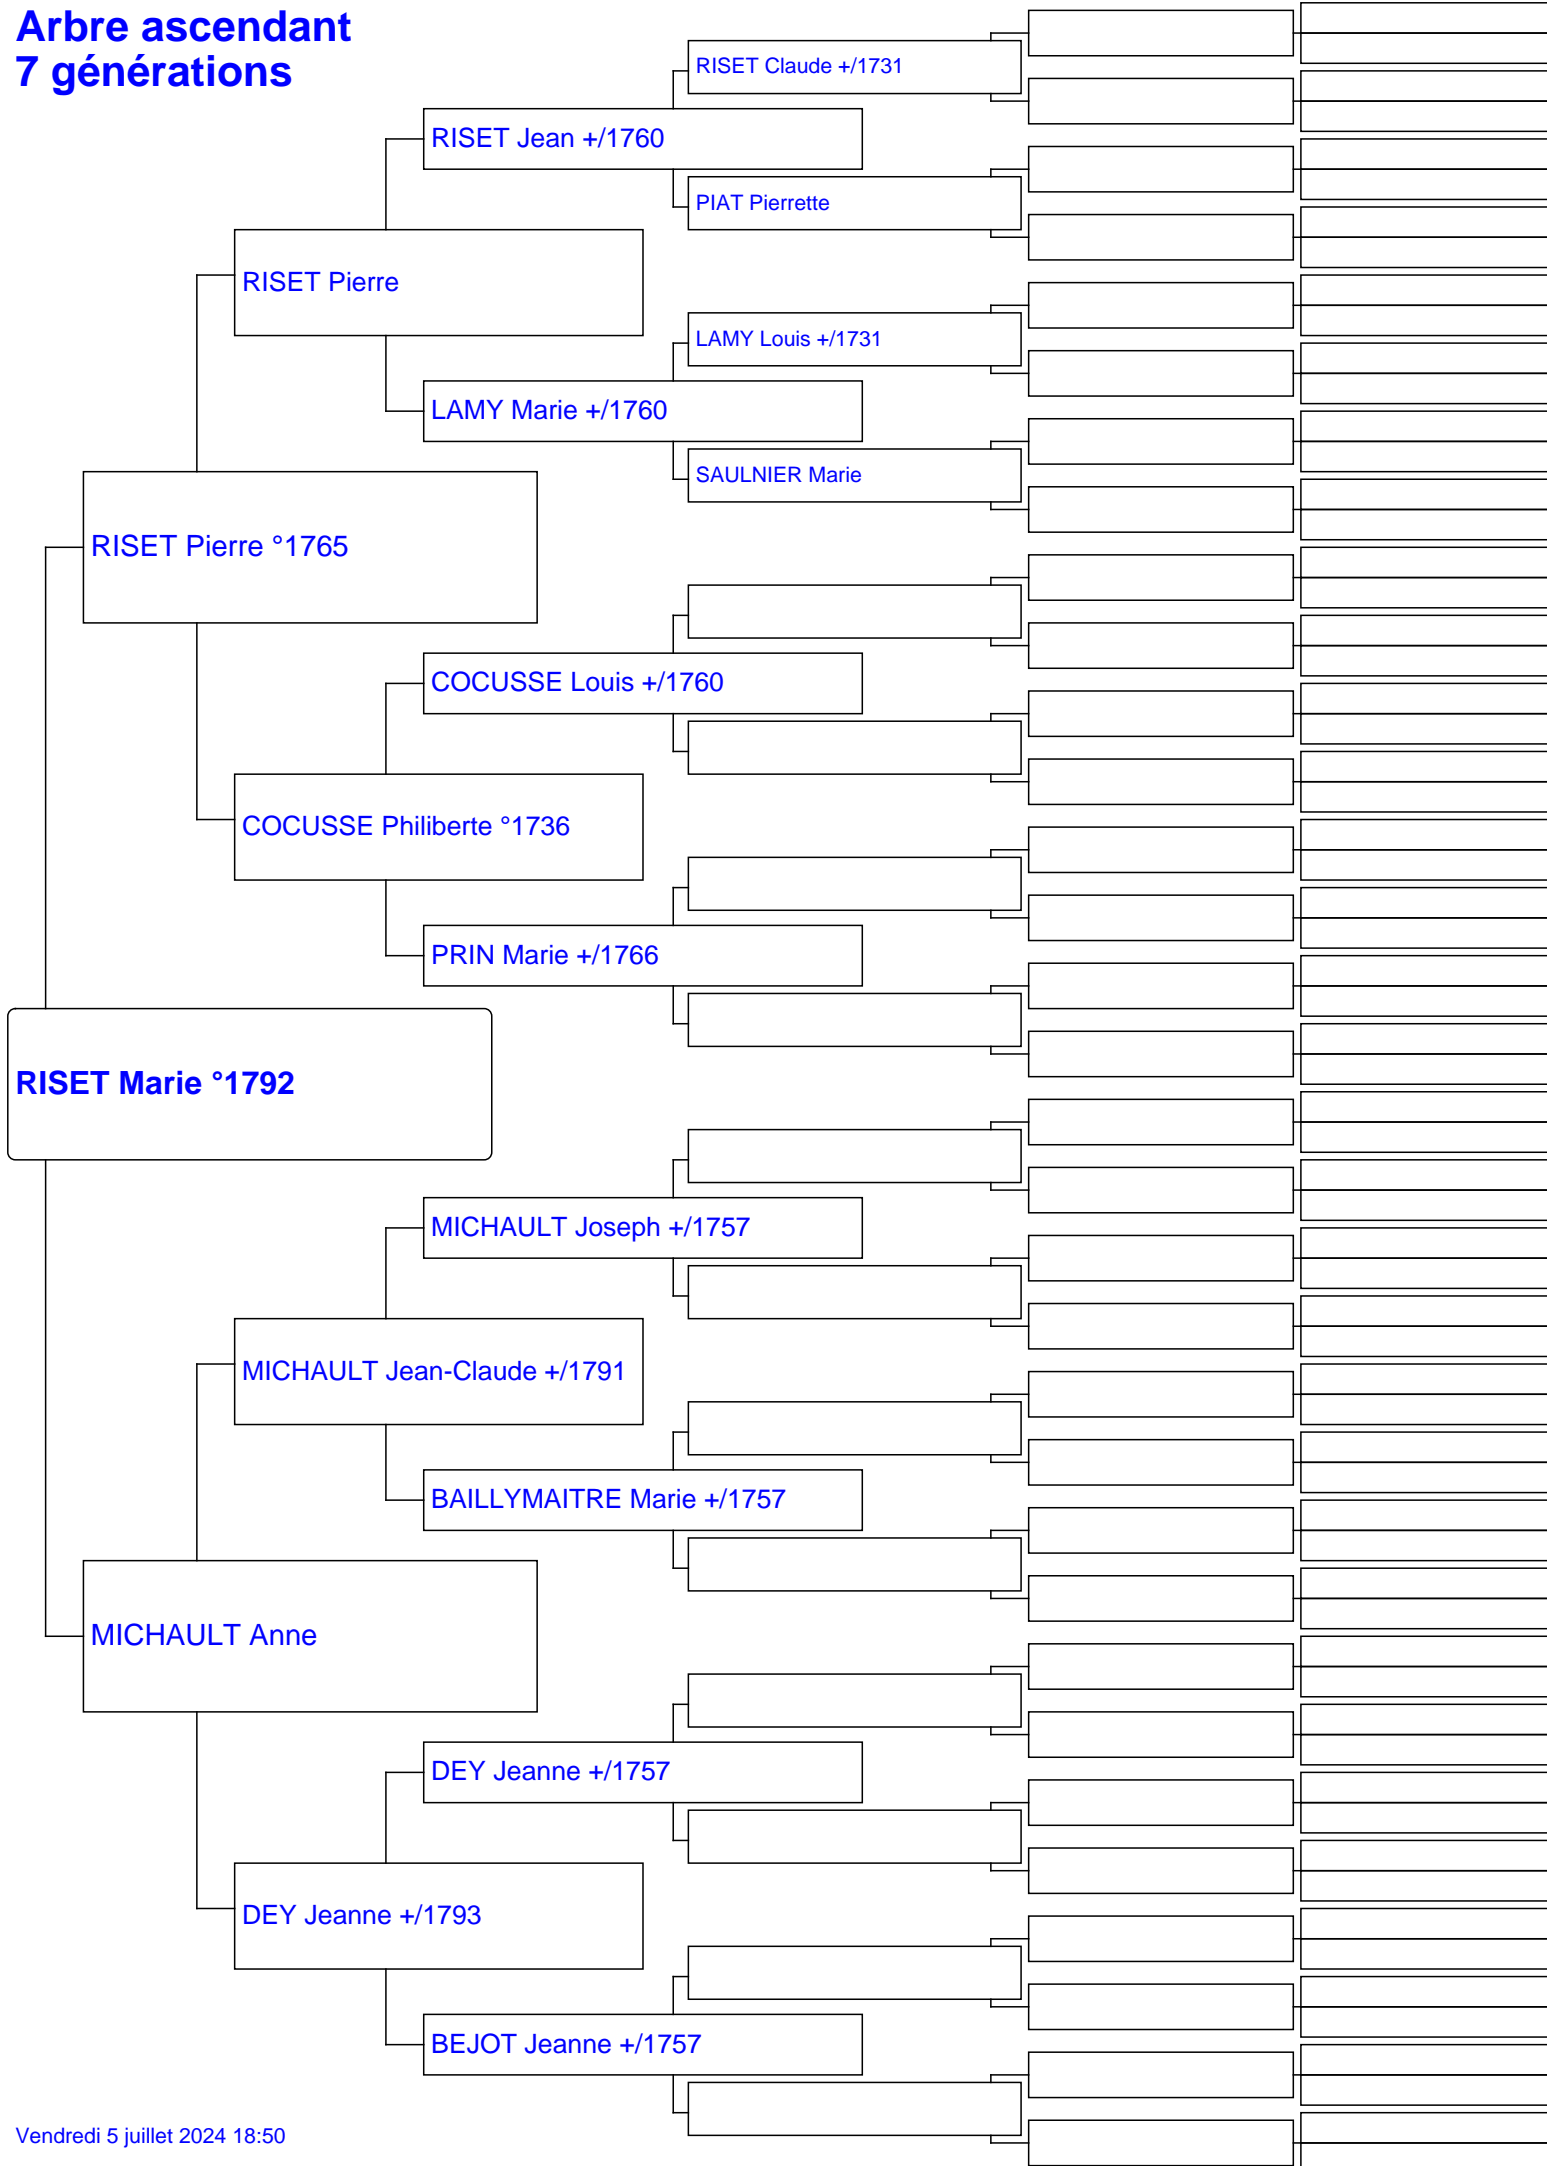 Arbre ascendant
7 générations
RISET Claude +/1731
RISET Jean +/1760
PIAT Pierrette
RISET Pierre
LAMY Louis +/1731
LAMY Marie +/1760
SAULNIER Marie
RISET Pierre °1765
COCUSSE Louis +/1760
COCUSSE Philiberte °1736
PRIN Marie +/1766
RISET Marie °1792
MICHAULT Joseph +/1757
MICHAULT Jean-Claude +/1791
BAILLYMAITRE Marie +/1757
MICHAULT Anne
DEY Jeanne +/1757
DEY Jeanne +/1793
BEJOT Jeanne +/1757
Vendredi 5 juillet 2024 18:50